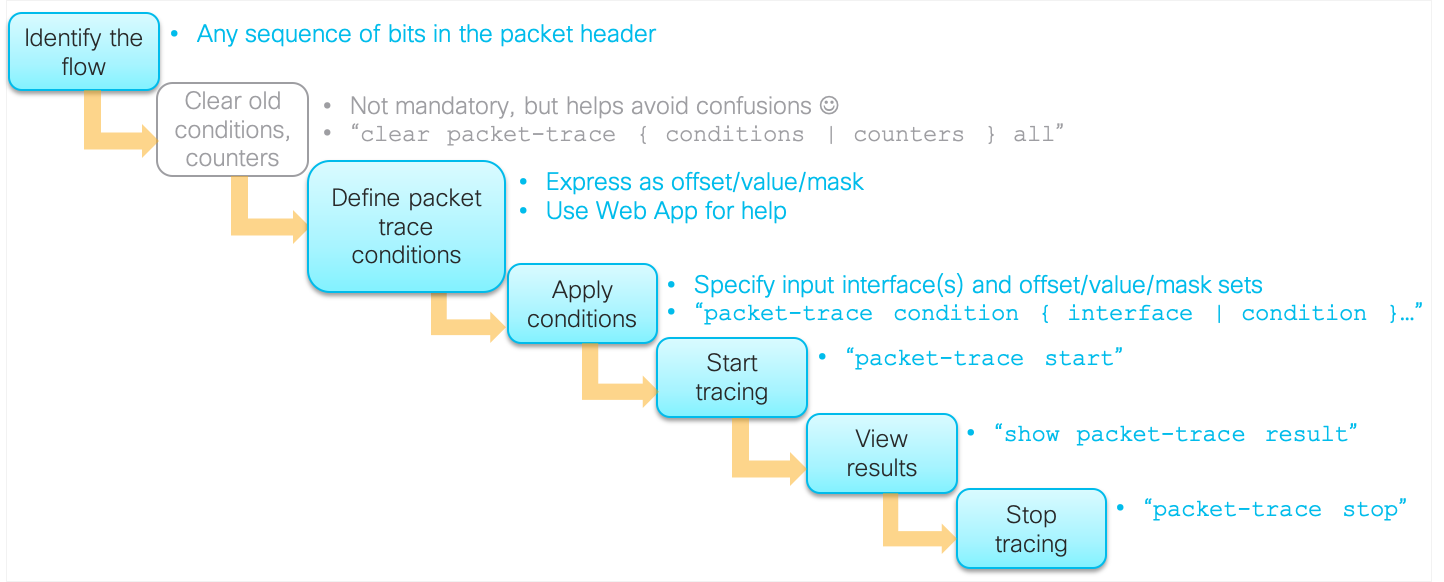 Identify the
flow
• Any sequence of bits in the packet header
Clear old
conditions,
counters
• Not mandatory, but helps avoid confusions ☺
• “clear packet-trace { conditions | counters } all”
Define packet
trace
conditions
• Express as offset/value/mask
• Use Web App for help
Apply
conditions
• Specify input interface(s) and offset/value/mask sets
• “packet-trace condition { interface | condition }…”
Start
tracing
• “packet-trace start”
View
results
• “show packet-trace result”
Stop
tracing
• “packet-trace stop”